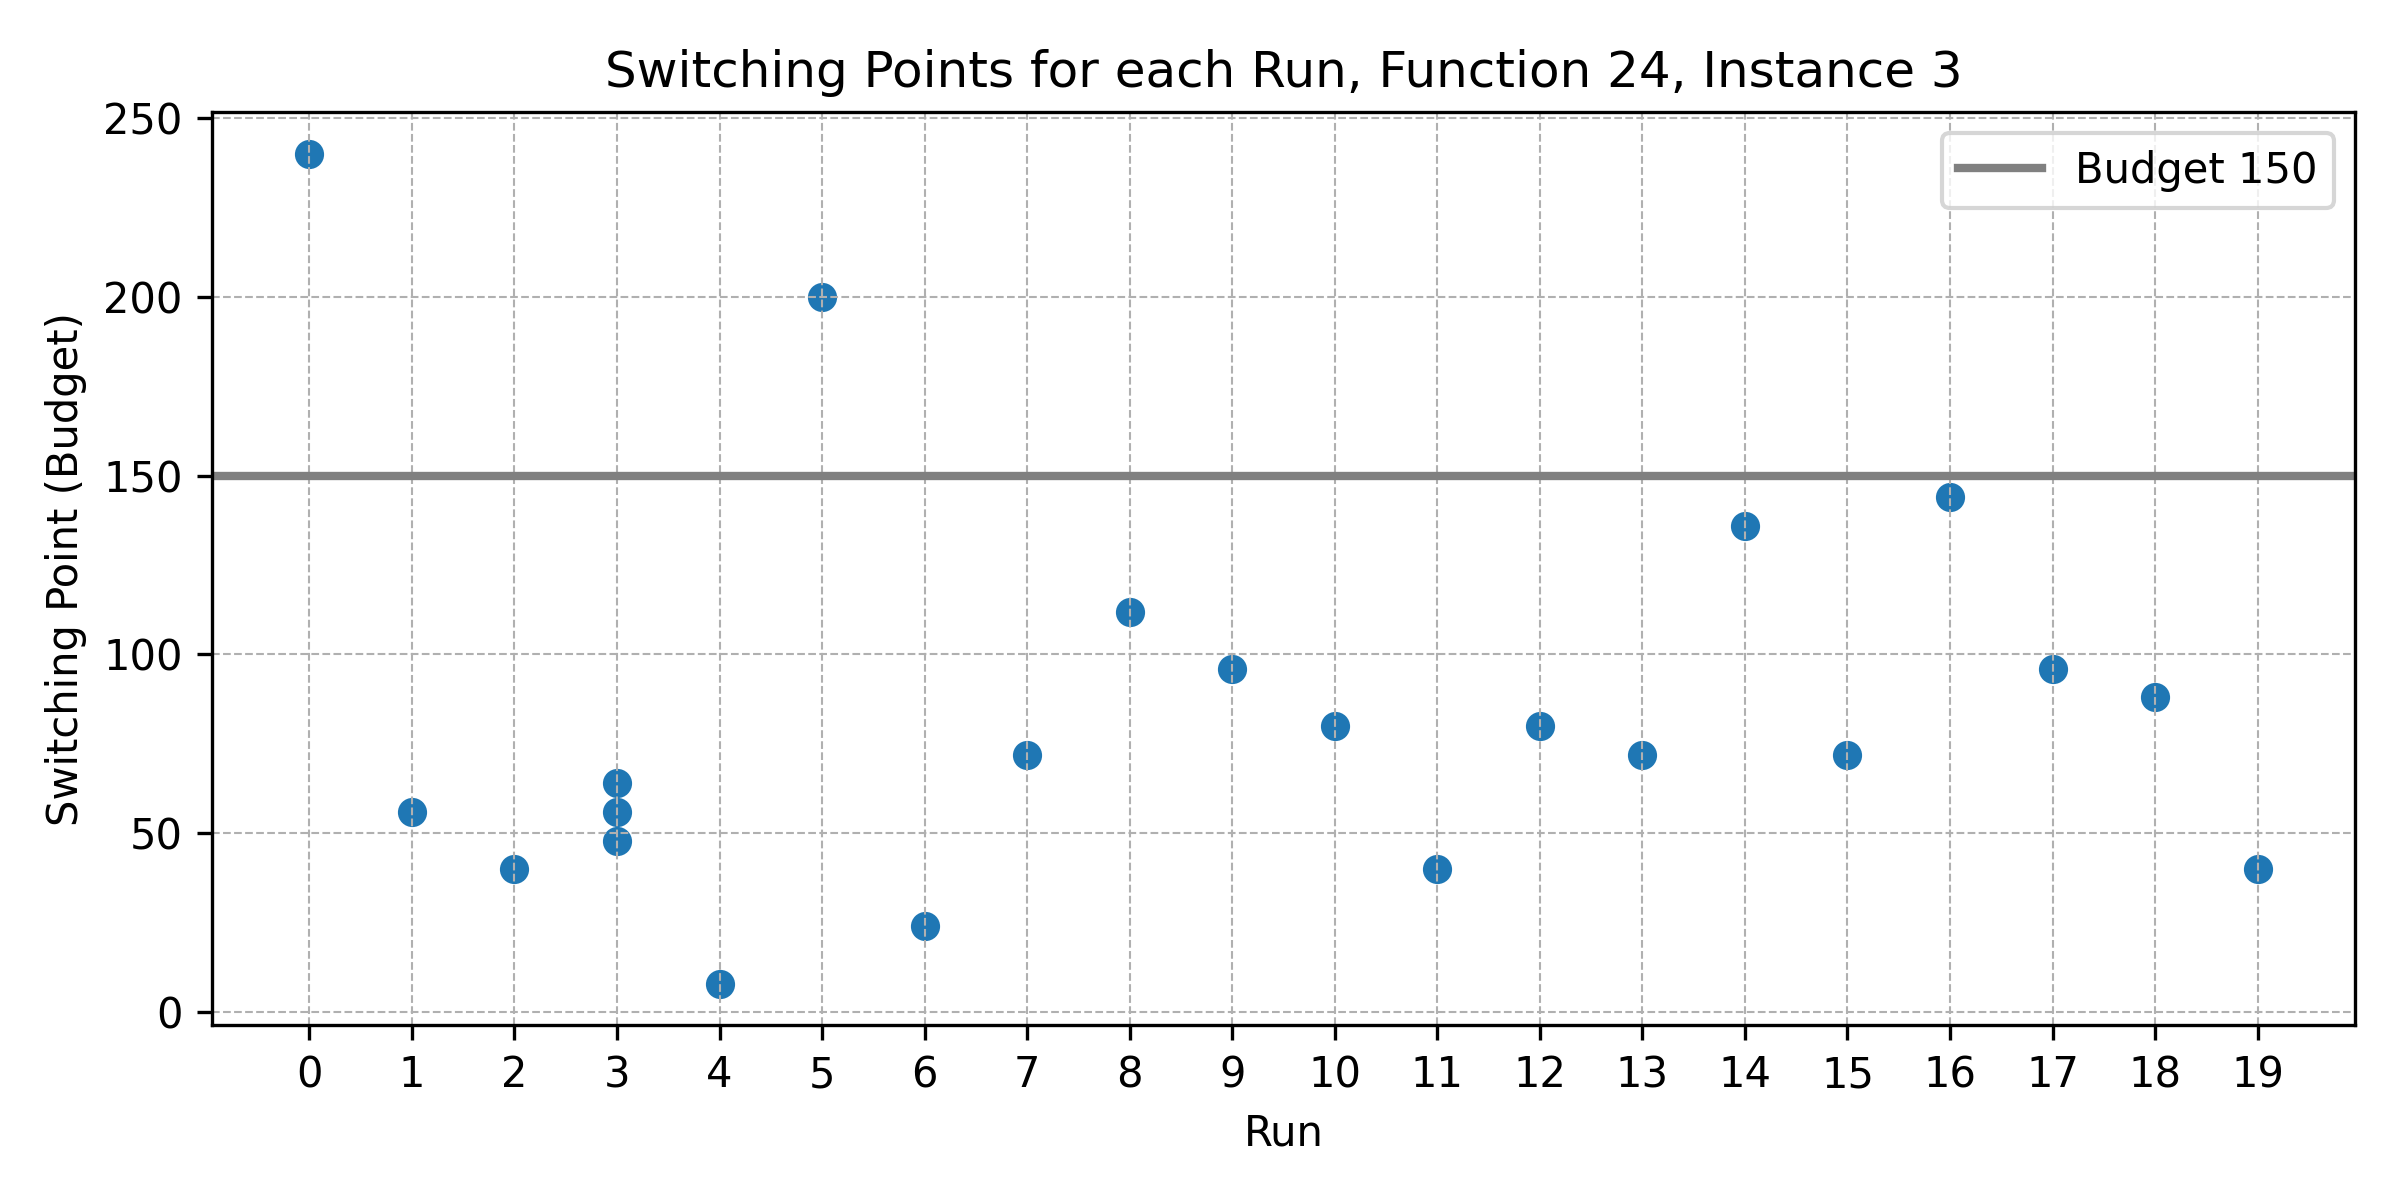 Switching Points for each Run, Function 24, Instance 3
Budget 150
Switching Point (Budget)
250
200
150
100
50
0
0 1 2 3 4 5 6 7 8 9 10 11 12 13 14 15 16 17 18 19
Run